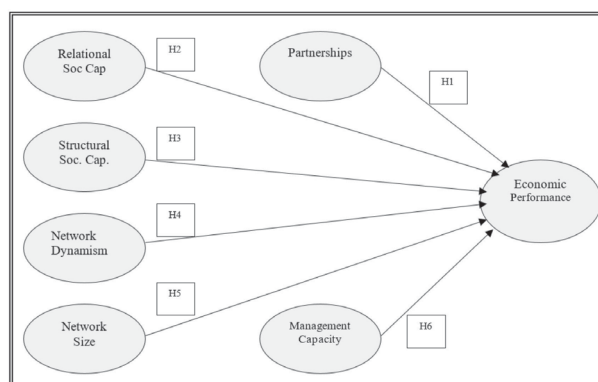 Relational
Soc Cap
H2
Partnerships
H1
Structural
Soc. Cap.
H3
Economic
Performance
Network
Dynamism
H4
Network
Size
H5
Management
Capacity
H6